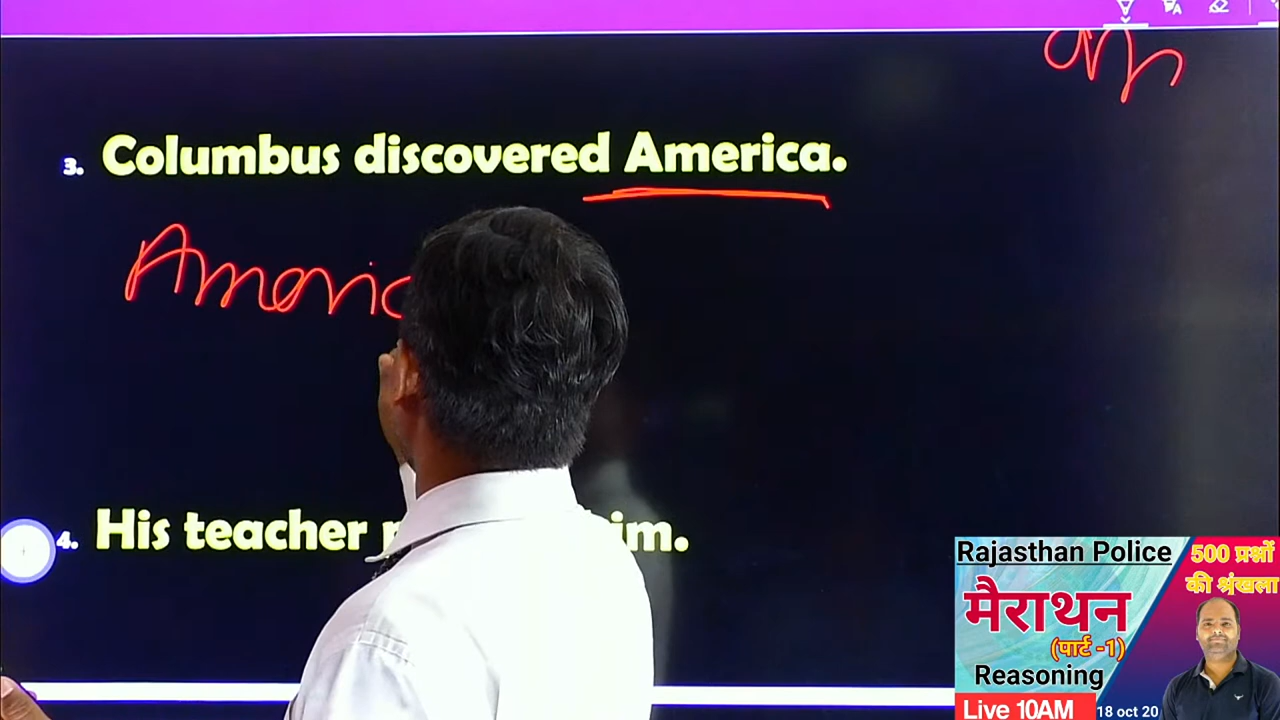 3. Columbus discovered America.
Americ
4. His teacher im.
Rajasthan Police
500 प्रश्नों
की श्रृंखला
मैराथन
(पार्ट -1)
Reasoning
Live 10AM
18 oct 20